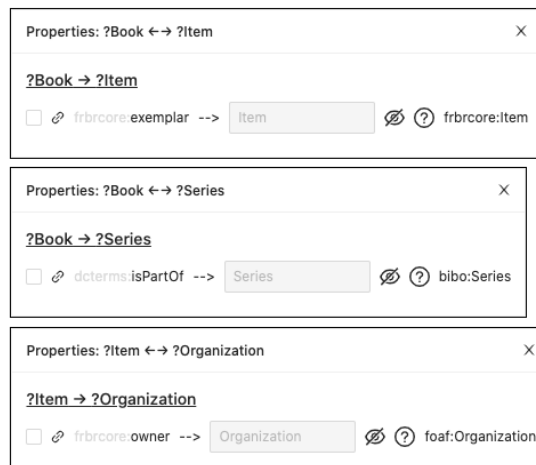 Properties: ?Book ←→ ?Item X
?Book → ?Item
frbrcore:exemplar --> Item ? frbrcore:Item
Properties: ?Book ←→ ?Series X
?Book → ?Series
dcterms:isPartOf --> Series ? bibo:Series
Properties: ?Item ←→ ?Organization X
?Item → ?Organization
frbrcore:owner --> Organization ? foaf:Organization